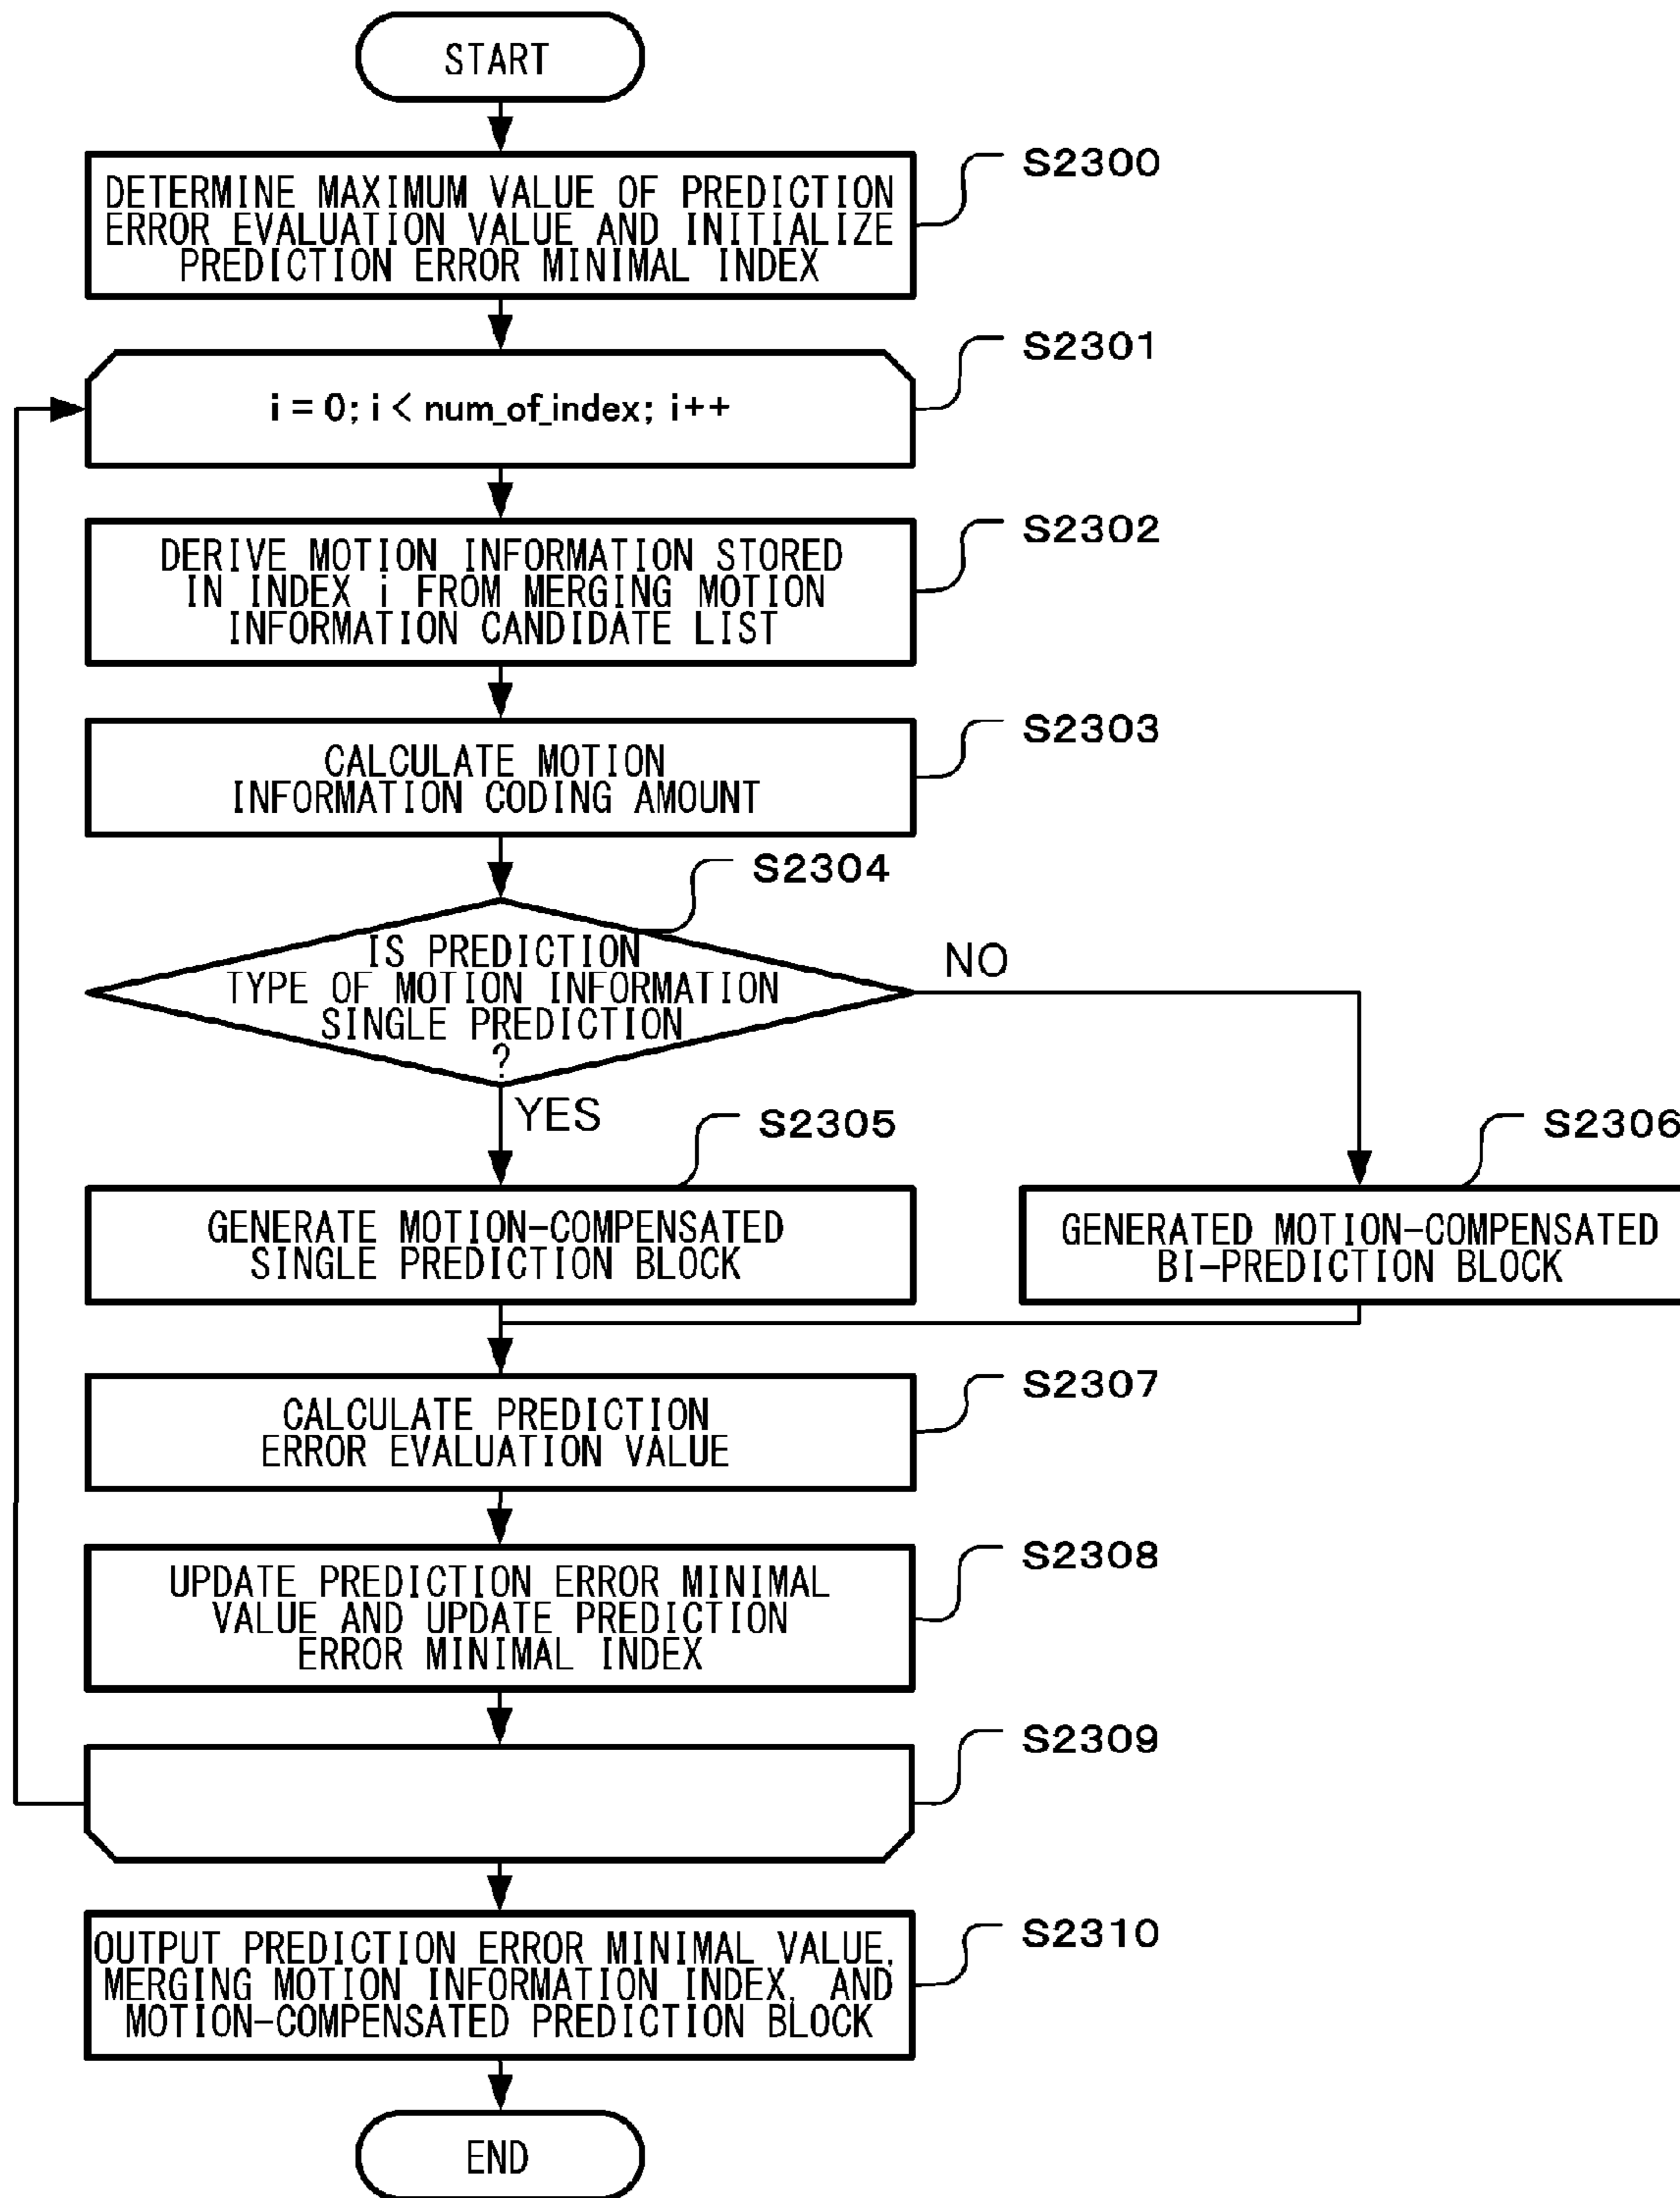 START
S2300
DETERMINE MAXIMUM VALUE OF PREDICTION
ERROR EVALUATION VALUE AND INITIALIZE
PREDICTION ERROR MINIMAL INDEX
S2301
i = 0; i < num_of_index; i++
S2302
DERIVE MOTION INFORMATION STORED
IN INDEX i FROM MERGING MOTION
INFORMATION CANDIDATE LIST
S2303
CALCULATE MOTION
INFORMATION CODING AMOUNT
S2304
IS PREDICTION
TYPE OF MOTION INFORMATION
SINGLE PREDICTION
?
NO
YES
S2305
S2306
GENERATE MOTION-COMPENSATED
SINGLE PREDICTION BLOCK
GENERATED MOTION-COMPENSATED
BI-PREDICTION BLOCK
S2307
CALCULATE PREDICTION
ERROR EVALUATION VALUE
S2308
UPDATE PREDICTION ERROR MINIMAL
VALUE AND UPDATE PREDICTION
ERROR MINIMAL INDEX
S2309
S2310
OUTPUT PREDICTION ERROR MINIMAL VALUE,
MERGING MOTION INFORMATION INDEX, AND
MOTION-COMPENSATED PREDICTION BLOCK
END